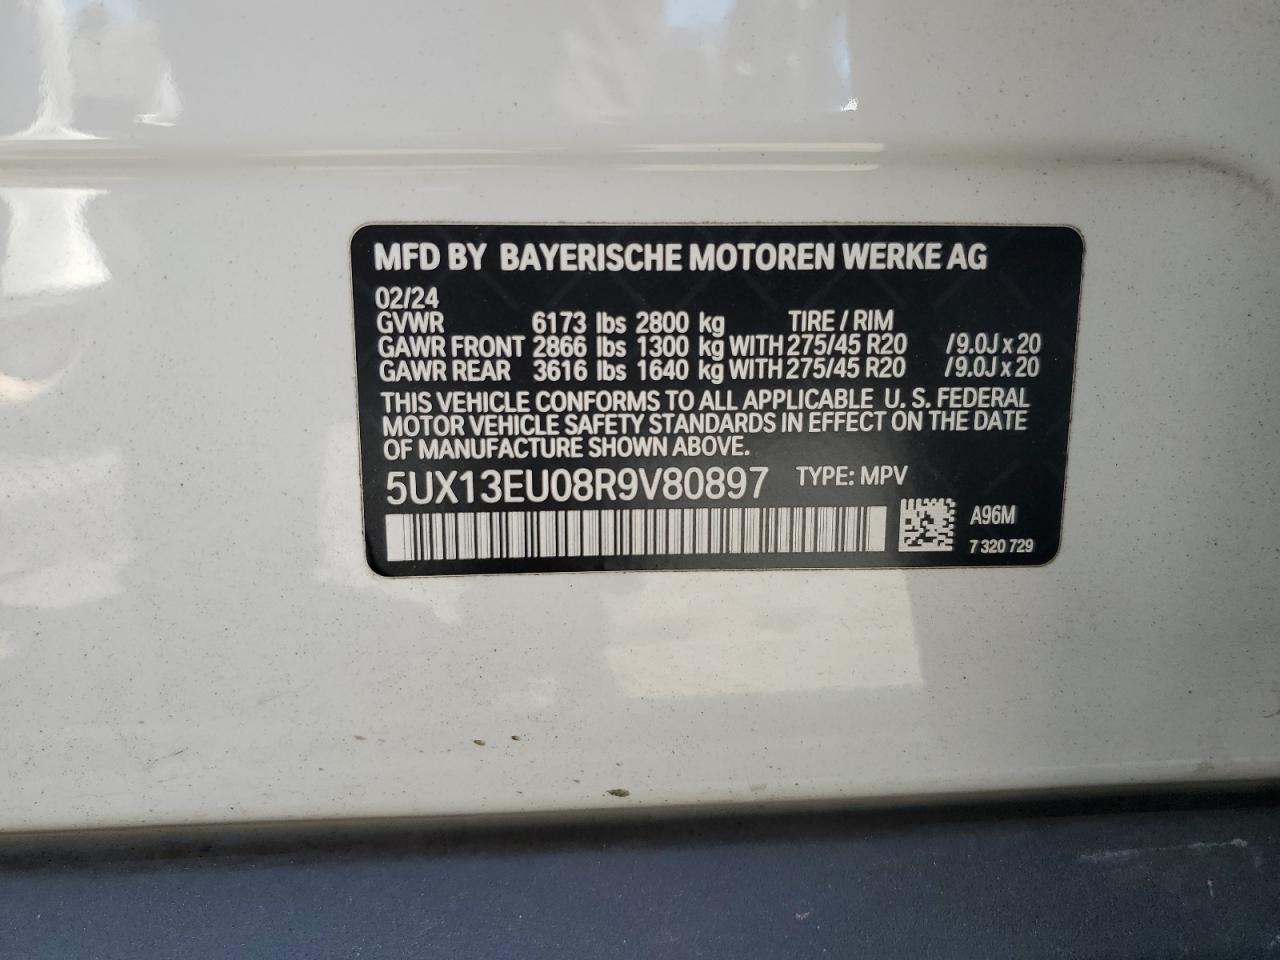 MFD BY BAYERISCHE MOTOREN WERKE AG
02/24
GVWR 6173 lbs 2800 kg TIRE / RIM
GAWR FRONT 2866 lbs 1300 kg WITH 275/45 R20 /9.0J x 20
GAWR REAR 3616 lbs 1640 kg WITH 275/45 R20 /9.0J x 20
THIS VEHICLE CONFORMS TO ALL APPLICABLE U. S. FEDERAL
MOTOR VEHICLE SAFETY STANDARDS IN EFFECT ON THE DATE
OF MANUFACTURE SHOWN ABOVE.
5UX13EU08R9V80897 TYPE: MPV
A96M
7 320 729